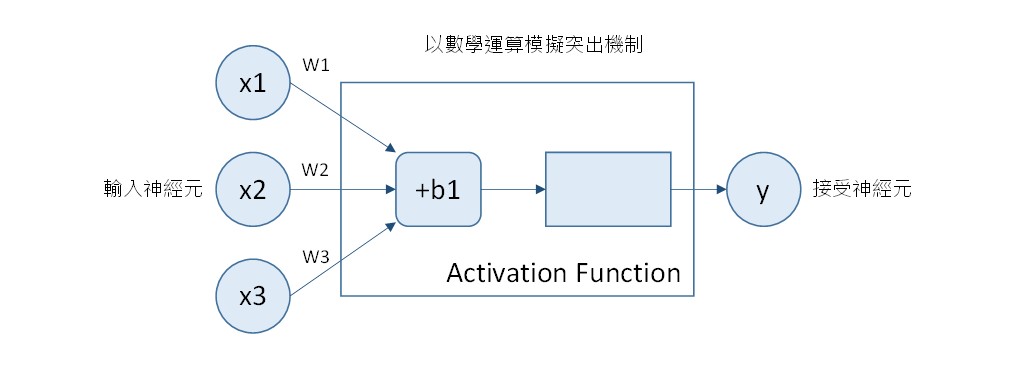 以數學運算模擬突出機制
x1
W1
x2
W2
x3
W3
輸入神經元
+b1
Activation Function
y
接受神經元